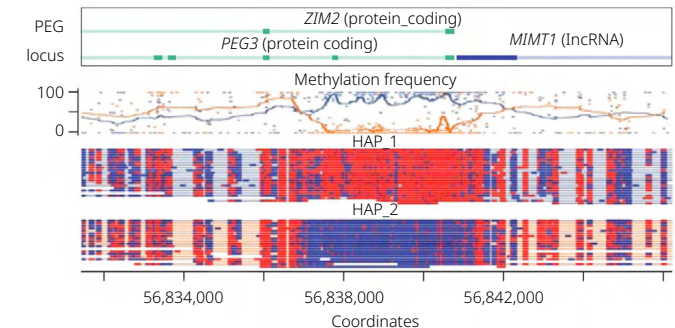 PEG
locus
ZIM2 (protein_coding)
PEG3 (protein coding)
MIMT1 (lncRNA)
Methylation frequency
100
0
HAP_1
HAP_2
56,834,000 56,838,000 56,842,000
Coordinates